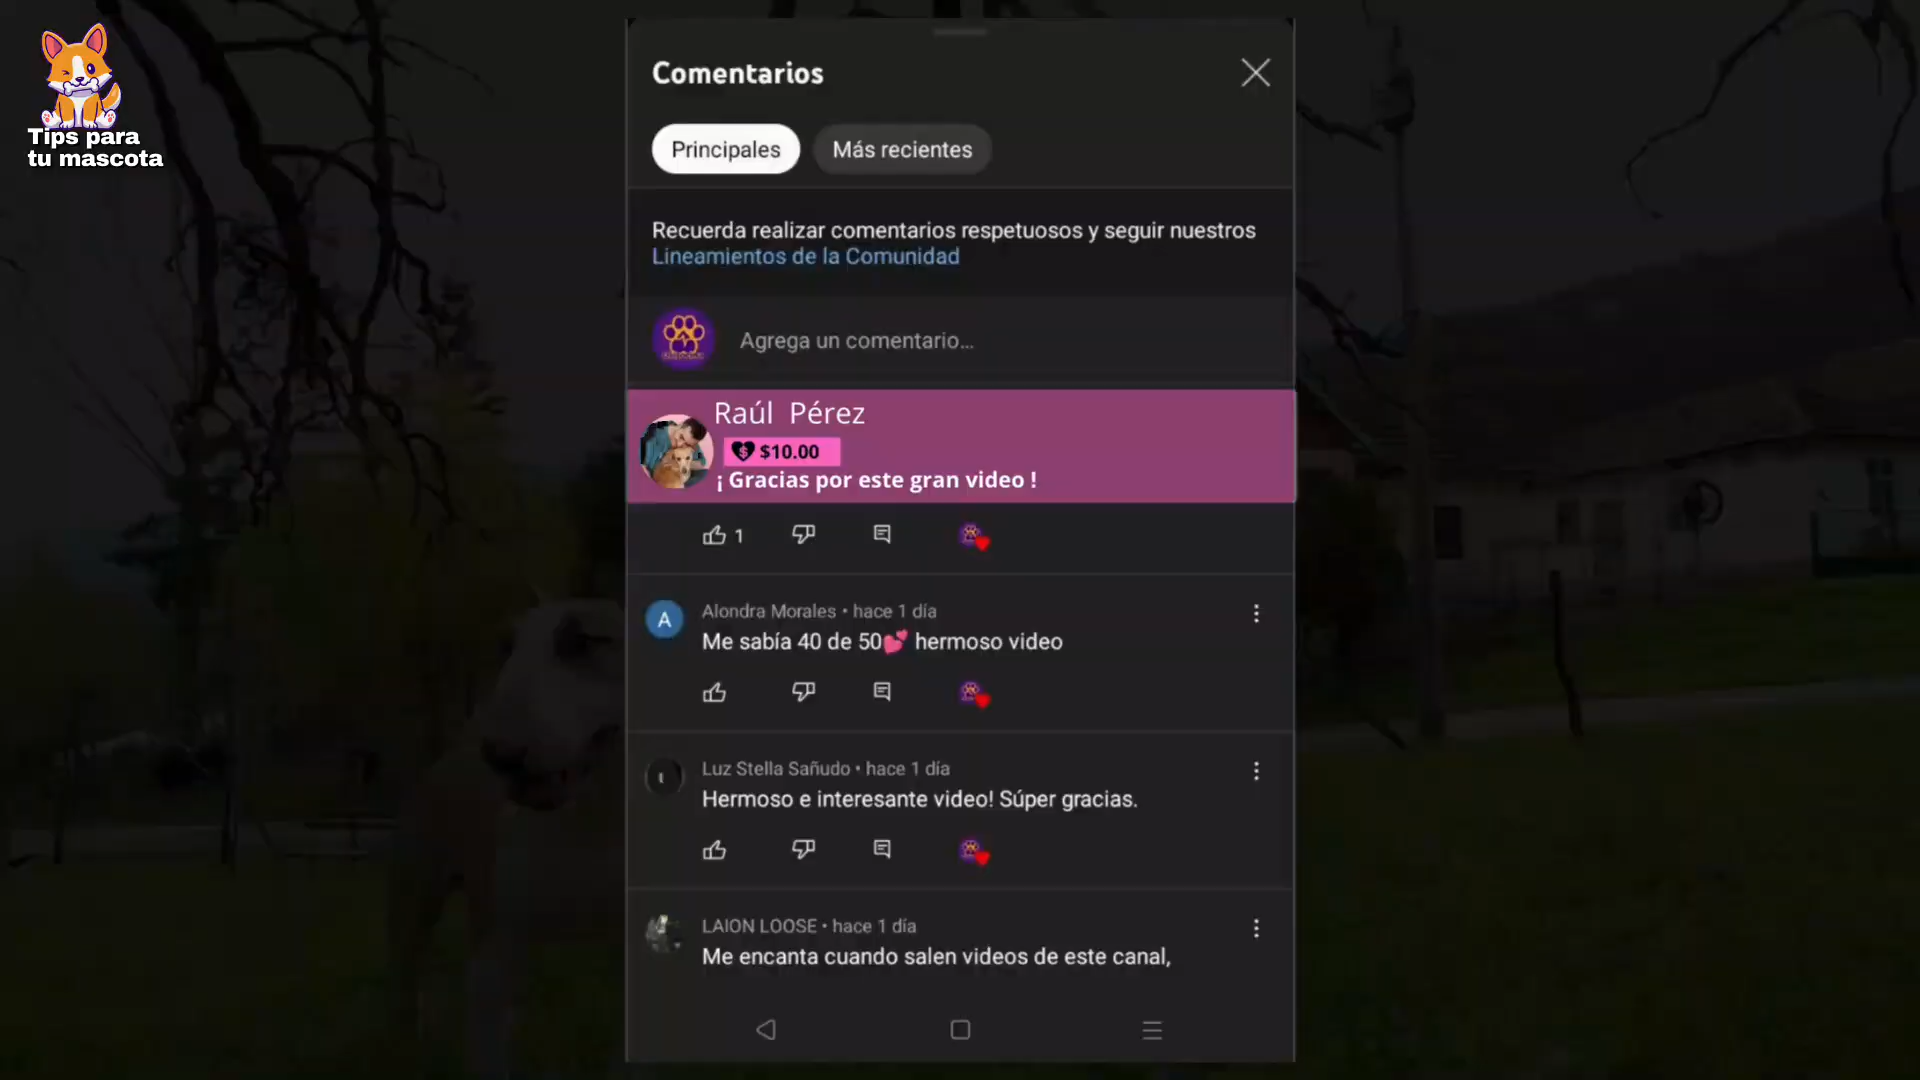 Tips para
tu mascota
Comentarios
Principales
Más recientes
Recuerda realizar comentarios respetuosos y seguir nuestros
Lineamientos de la Comunidad
Agrega un comentario...
Raúl Pérez
$10.00
¡ Gracias por este gran video !
1
A
Alondra Morales • hace 1 día
Me sabía 40 de 50💕 hermoso video
Luz Stella Sañudo • hace 1 día
Hermoso e interesante video! Súper gracias.
LAION LOOSE • hace 1 día
Me encanta cuando salen videos de este canal,